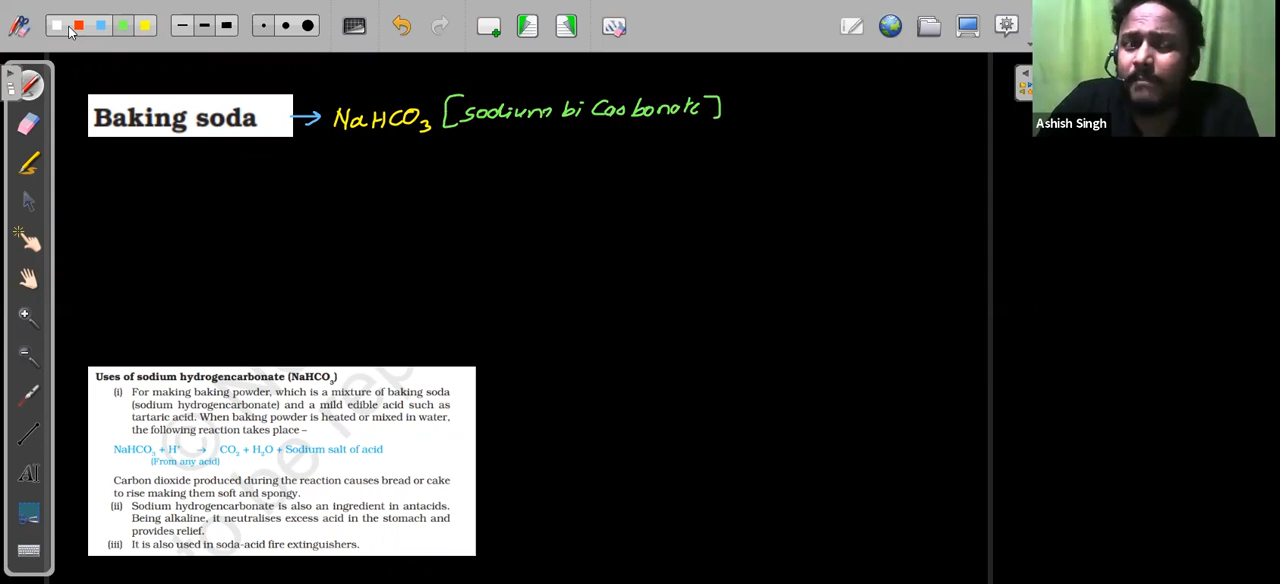 Baking soda → NaHCO₃ [sodium bi Carbonate]
Ashish Singh
Uses of sodium hydrogencarbonate (NaHCO₃)
(i) For making baking powder, which is a mixture of baking soda
(sodium hydrogencarbonate) and a mild edible acid such as
tartaric acid. When baking powder is heated or mixed in water,
the following reaction takes place –
NaHCO₃ + H⁺ → CO₂ + H₂O + Sodium salt of acid
(From any acid)
Carbon dioxide produced during the reaction causes bread or cake
to rise making them soft and spongy.
(ii) Sodium hydrogencarbonate is also an ingredient in antacids.
Being alkaline, it neutralises excess acid in the stomach and
provides relief.
(iii) It is also used in soda-acid fire extinguishers.
AI